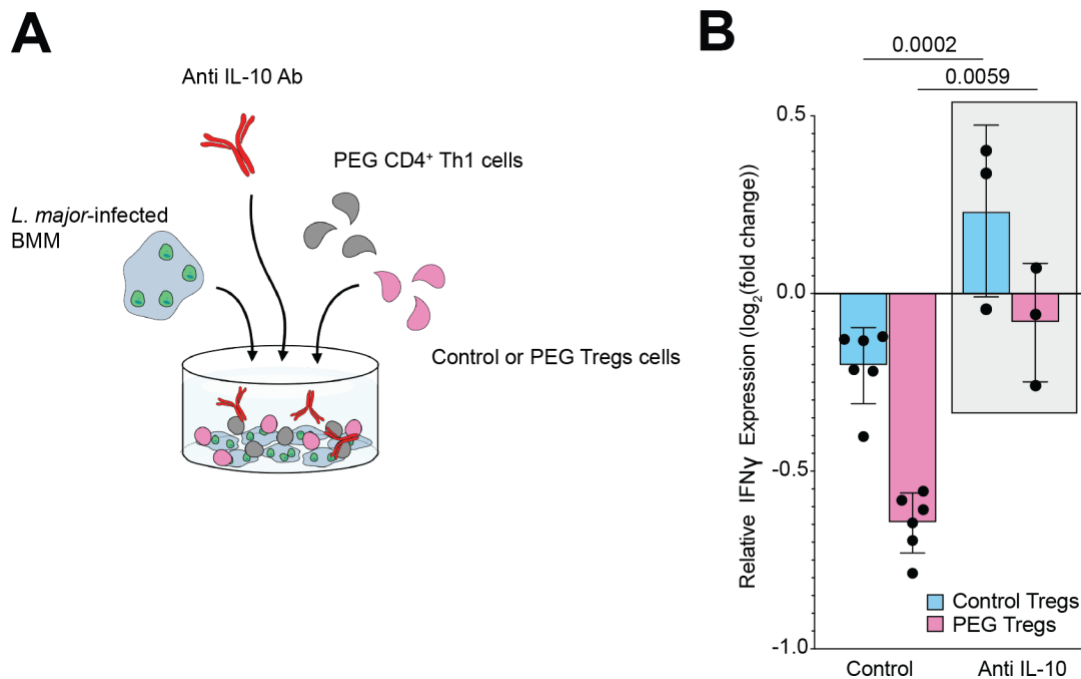 A
Anti IL-10 Ab
PEG CD4⁺ Th1 cells
L. major-infected
BMM
Control or PEG Tregs cells
B
0.0002
0.0059
Relative IFNγ Expression (log₂(fold change))
0.5
0.0
-0.5
-1.0
Control Tregs
PEG Tregs
Control
Anti IL-10